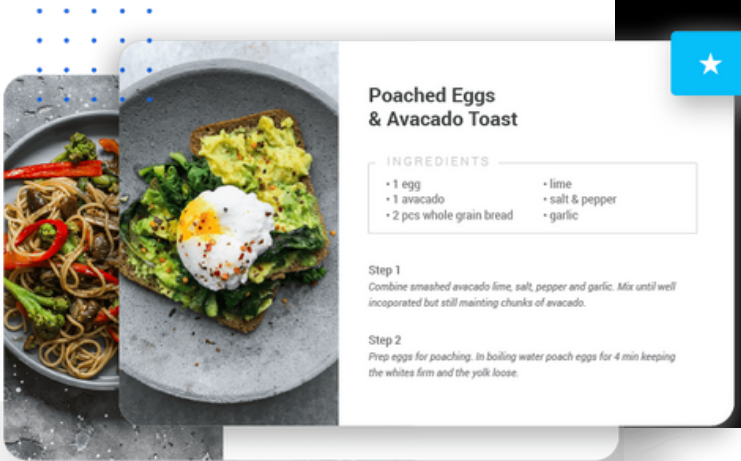 Poached Eggs
& Avacado Toast
INGREDIENTS
• 1 egg
• 1 avacado
• 2 pcs whole grain bread
• lime
• salt & pepper
• garlic
Step 1
Combine smashed avacado lime, salt, pepper and garlic. Mix until well
incoporated but still mainting chunks of avacado.
Step 2
Prep eggs for poaching. In boiling water poach eggs for 4 min keeping
the whites firm and the yolk loose.